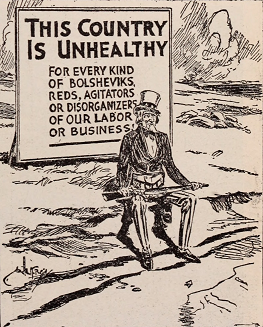 THIS COUNTRY
IS UNHEALTHY
FOR EVERY KIND
OF BOLSHEVIKS,
REDS, AGITATORS
OR DISORGANIZERS
OF OUR LABOR
OR BUSINESS!